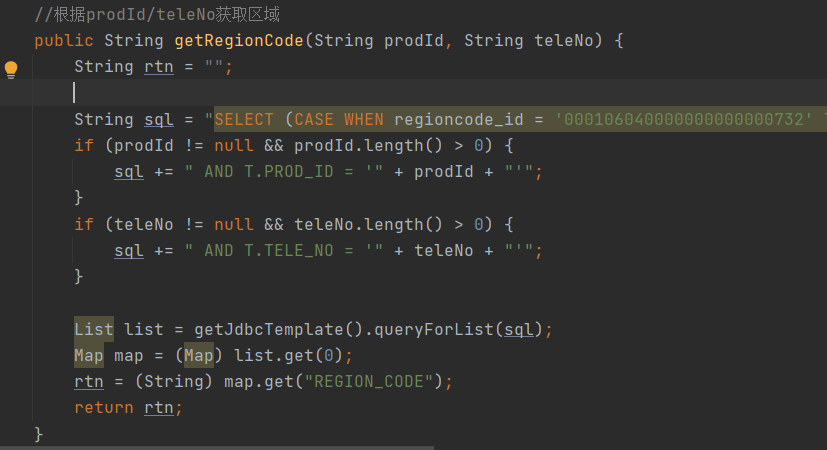 //根据prodId/teleNo获取区域
public String getRegionCode(String prodId, String teleNo) {
String rtn = "";
String sql = "SELECT (CASE WHEN regioncode_id = '000106040000000000000732'
if (prodId != null && prodId.length() > 0) {
sql += " AND T.PROD_ID = '" + prodId + "'";
}
if (teleNo != null && teleNo.length() > 0) {
sql += " AND T.TELE_NO = '" + teleNo + "'";
}
List list = getJdbcTemplate().queryForList(sql);
Map map = (Map) list.get(0);
rtn = (String) map.get("REGION_CODE");
return rtn;
}